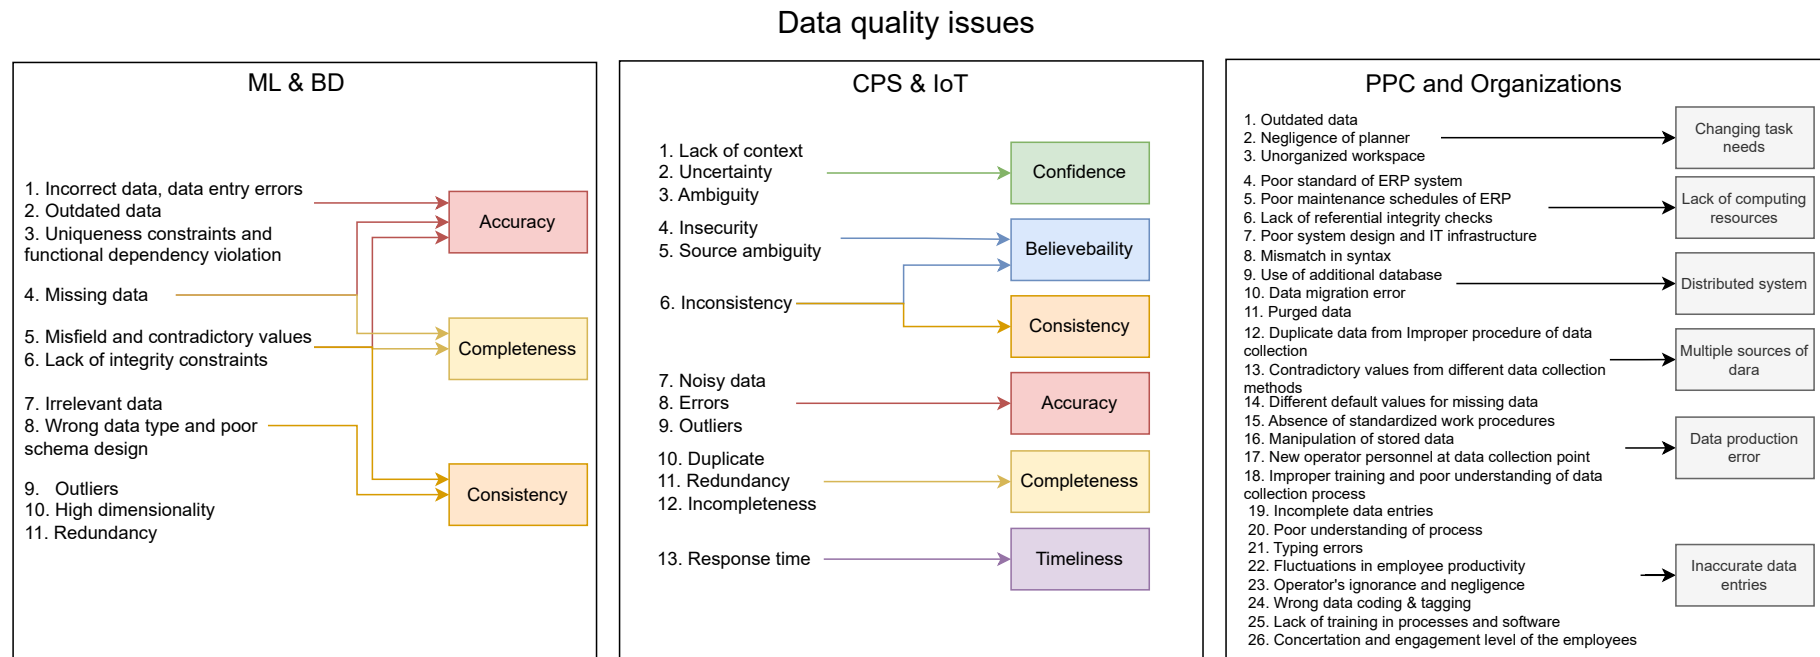 Data quality issues
ML & BD
1. Incorrect data, data entry errors
2. Outdated data
3. Uniqueness constraints and
functional dependency violation
4. Missing data
5. Misfield and contradictory values
6. Lack of integrity constraints
7. Irrelevant data
8. Wrong data type and poor
schema design
9. Outliers
10. High dimensionality
11. Redundancy
Accuracy
Completeness
Consistency
CPS & IoT
1. Lack of context
2. Uncertainty
3. Ambiguity
4. Insecurity
5. Source ambiguity
6. Inconsistency
7. Noisy data
8. Errors
9. Outliers
10. Duplicate
11. Redundancy
12. Incompleteness
13. Response time
Confidence
Believebaility
Consistency
Accuracy
Completeness
Timeliness
PPC and Organizations
1. Outdated data
2. Negligence of planner
3. Unorganized workspace
4. Poor standard of ERP system
5. Poor maintenance schedules of ERP
6. Lack of referential integrity checks
7. Poor system design and IT infrastructure
8. Mismatch in syntax
9. Use of additional database
10. Data migration error
11. Purged data
12. Duplicate data from Improper procedure of data
collection
13. Contradictory values from different data collection
methods
14. Different default values for missing data
15. Absence of standardized work procedures
16. Manipulation of stored data
17. New operator personnel at data collection point
18. Improper training and poor understanding of data
collection process
19. Incomplete data entries
20. Poor understanding of process
21. Typing errors
22. Fluctuations in employee productivity
23. Operator's ignorance and negligence
24. Wrong data coding & tagging
25. Lack of training in processes and software
26. Concertation and engagement level of the employees
Changing task
needs
Lack of computing
resources
Distributed system
Multiple sources of
dara
Data production
error
Inaccurate data
entries